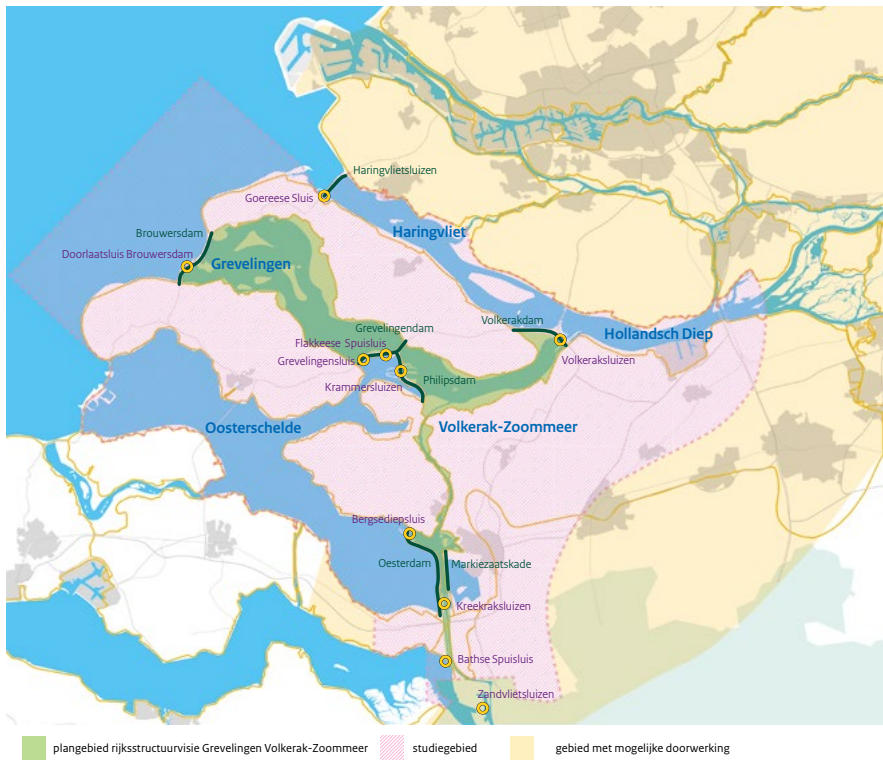 Haringvlietsluizen
Goereese Sluis
Haringvliet
Brouwersdam
Doorlaatsluis Brouwersdam
Grevelingen
Volkerakdam
Grevelingendam
Hollandsch Diep
Flakkeese Spuisluis
Grevelingensluis
Volkeraksluizen
Krammersluizen
Philipsdam
Oosterschelde
Volkerak-Zoommeer
Bergsediepsluis
Oesterdam
Markiezaatskade
Kreekraksluizen
Bathse Spuisluis
Zandvlietsluizen
plangebied rijksstructuurvisie Grevelingen Volkerak-Zoommeer
studiegebied
gebied met mogelijke doorwerking